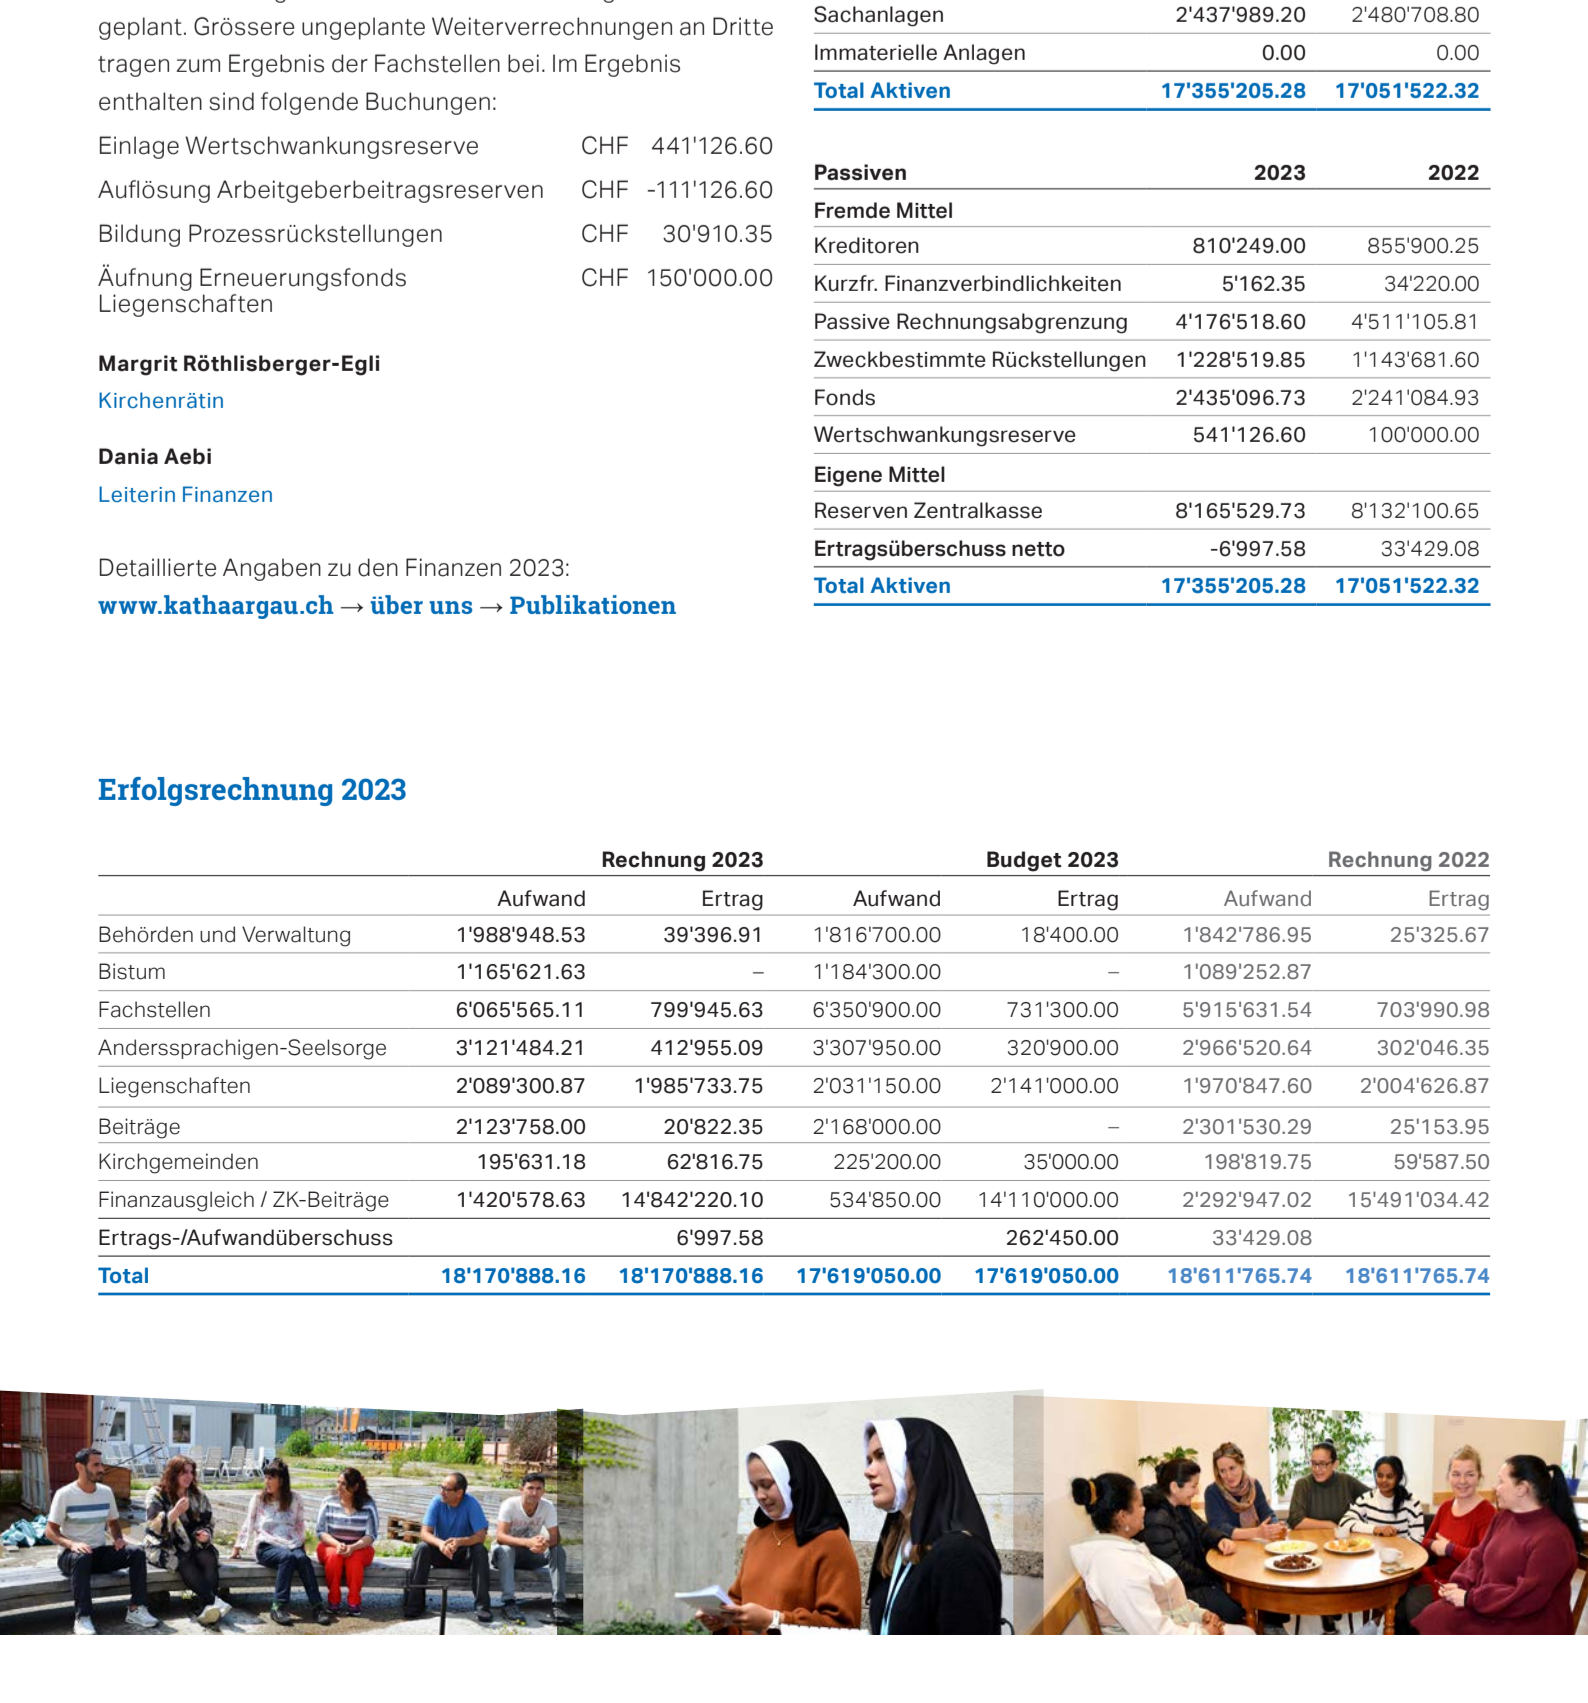 geplant. Grössere ungeplante Weiterverrechnungen an Dritte
tragen zum Ergebnis der Fachstellen bei. Im Ergebnis
enthalten sind folgende Buchungen:
Einlage Wertschwankungsreserve CHF 441'126.60
Auflösung Arbeitgeberbeitragsreserven CHF -111'126.60
Bildung Prozessrückstellungen CHF 30'910.35
Äufnung Erneuerungsfonds CHF 150'000.00
Liegenschaften
Margrit Röthlisberger-Egli
Kirchenrätin
Dania Aebi
Leiterin Finanzen
Detaillierte Angaben zu den Finanzen 2023:
www.kathaargau.ch → über uns → Publikationen
Sachanlagen 2'437'989.20 2'480'708.80
Immaterielle Anlagen 0.00 0.00
Total Aktiven 17'355'205.28 17'051'522.32
Passiven 2023 2022
Fremde Mittel
Kreditoren 810'249.00 855'900.25
Kurzfr. Finanzverbindlichkeiten 5'162.35 34'220.00
Passive Rechnungsabgrenzung 4'176'518.60 4'511'105.81
Zweckbestimmte Rückstellungen 1'228'519.85 1'143'681.60
Fonds 2'435'096.73 2'241'084.93
Wertschwankungsreserve 541'126.60 100'000.00
Eigene Mittel
Reserven Zentralkasse 8'165'529.73 8'132'100.65
Ertragsüberschuss netto -6'997.58 33'429.08
Total Aktiven 17'355'205.28 17'051'522.32
Erfolgsrechnung 2023
Rechnung 2023 Budget 2023 Rechnung 2022
Aufwand Ertrag Aufwand Ertrag Aufwand Ertrag
Behörden und Verwaltung 1'988'948.53 39'396.91 1'816'700.00 18'400.00 1'842'786.95 25'325.67
Bistum 1'165'621.63 – 1'184'300.00 – 1'089'252.87
Fachstellen 6'065'565.11 799'945.63 6'350'900.00 731'300.00 5'915'631.54 703'990.98
Anderssprachigen-Seelsorge 3'121'484.21 412'955.09 3'307'950.00 320'900.00 2'966'520.64 302'046.35
Liegenschaften 2'089'300.87 1'985'733.75 2'031'150.00 2'141'000.00 1'970'847.60 2'004'626.87
Beiträge 2'123'758.00 20'822.35 2'168'000.00 – 2'301'530.29 25'153.95
Kirchgemeinden 195'631.18 62'816.75 225'200.00 35'000.00 198'819.75 59'587.50
Finanzausgleich / ZK-Beiträge 1'420'578.63 14'842'220.10 534'850.00 14'110'000.00 2'292'947.02 15'491'034.42
Ertrags-/Aufwandüberschuss 6'997.58 262'450.00 33'429.08
Total 18'170'888.16 18'170'888.16 17'619'050.00 17'619'050.00 18'611'765.74 18'611'765.74